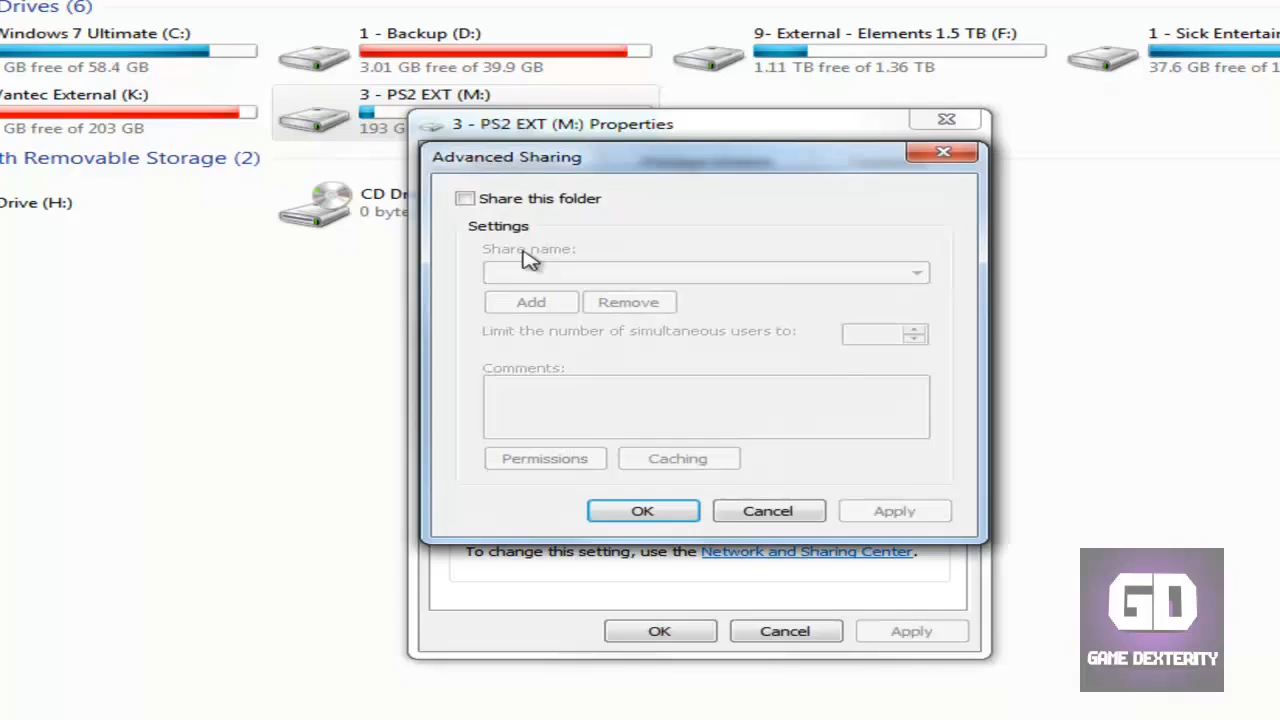 Drives (6)
Windows 7 Ultimate (C:)
GB free of 58.4 GB
1 - Backup (D:)
3.01 GB free of 39.9 GB
9- External - Elements 1.5 TB (F:)
1.11 TB free of 1.36 TB
1 - Sick Entertain
37.6 GB free of 1
Vantec External (K:)
GB free of 203 GB
3 - PS2 EXT (M:)
193 G
th Removable Storage (2)
Drive (H:)
CD Dr
0 byte
3 - PS2 EXT (M:) Properties
Advanced Sharing
Share this folder
Settings
Share name:
Add Remove
Limit the number of simultaneous users to:
Comments:
Permissions Caching
OK Cancel Apply
To change this setting, use the Network and Sharing Center.
OK Cancel Apply
GD
GAME DEXTERITY